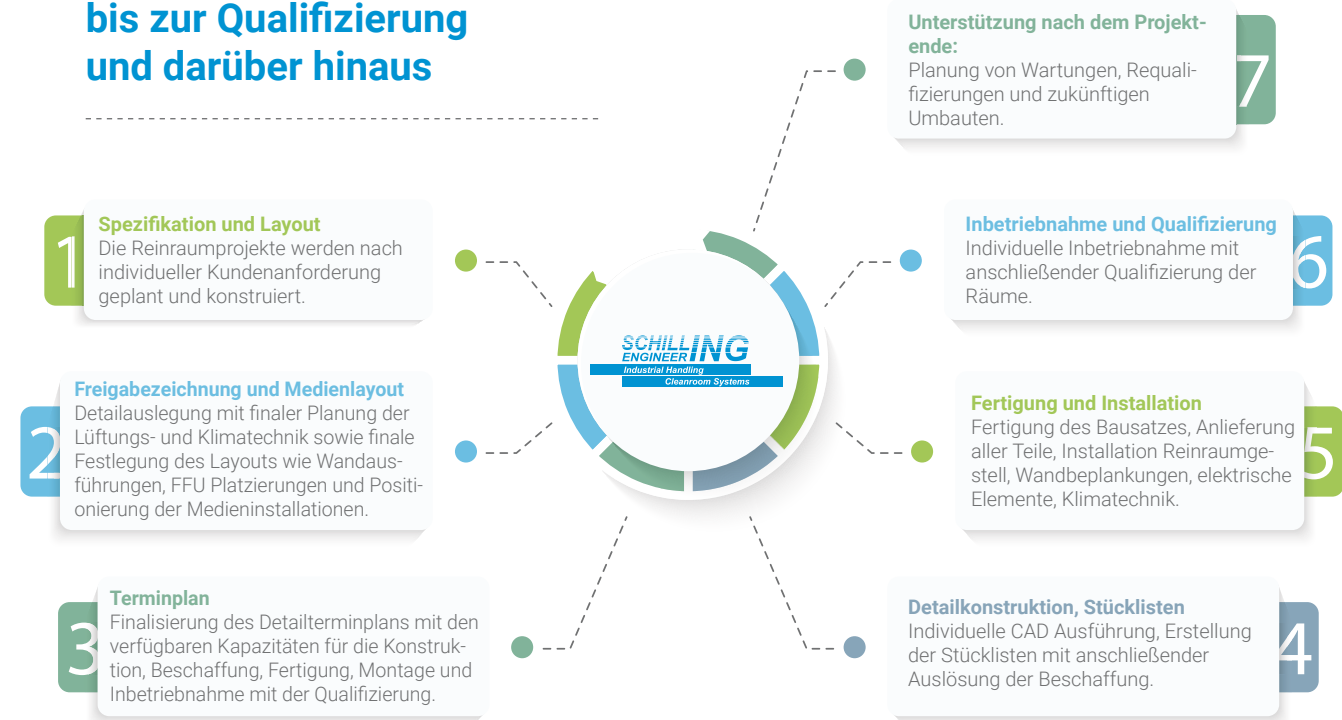 bis zur Qualifizierung
und darüber hinaus
1
Spezifikation und Layout
Die Reinraumprojekte werden nach
individueller Kundenanforderung
geplant und konstruiert.
2
Freigabezeichnung und Medienlayout
Detailauslegung mit finaler Planung der
Lüftungs- und Klimatechnik sowie finale
Festlegung des Layouts wie Wandaus-
führungen, FFU Platzierungen und Positi-
onierung der Medieninstallationen.
3
Terminplan
Finalisierung des Detailterminplans mit den
verfügbaren Kapazitäten für die Konstruk-
tion, Beschaffung, Fertigung, Montage und
Inbetriebnahme mit der Qualifizierung.
SCHILLING
ENGINEERING
Industrial Handling
Cleanroom Systems
4
Detailkonstruktion, Stücklisten
Individuelle CAD Ausführung, Erstellung
der Stücklisten mit anschließender
Auslösung der Beschaffung.
5
Fertigung und Installation
Fertigung des Bausatzes, Anlieferung
aller Teile, Installation Reinraumge-
stell, Wandbeplankungen, elektrische
Elemente, Klimatechnik.
6
Inbetriebnahme und Qualifizierung
Individuelle Inbetriebnahme mit
anschließender Qualifizierung der
Räume.
7
Unterstützung nach dem Projekt-
ende:
Planung von Wartungen, Requali-
fizierungen und zukünftigen
Umbauten.